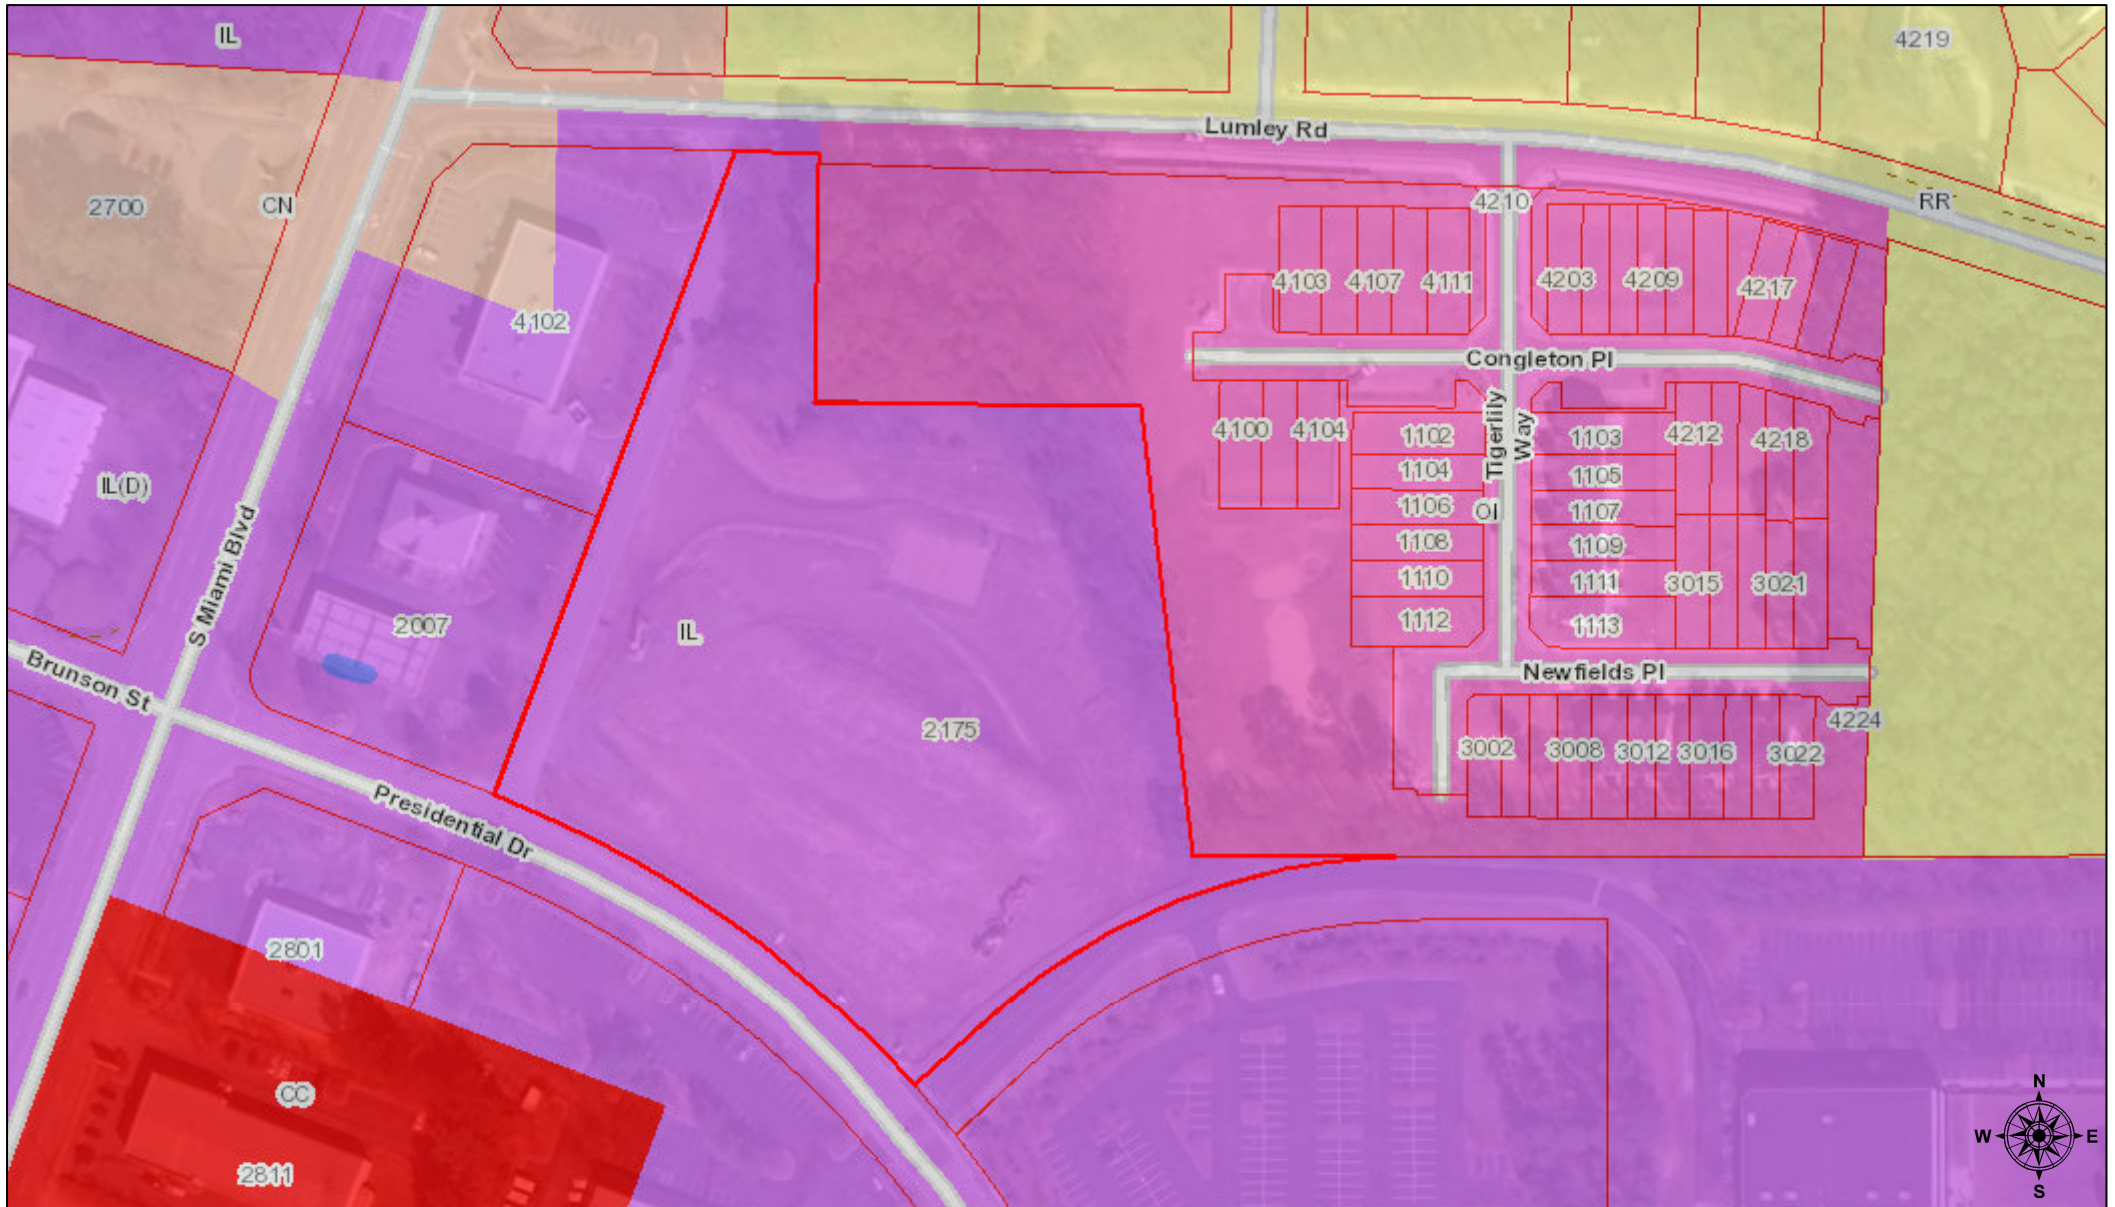 IL
4219
Lumley Rd
2700
CN
4210
RR
4103
4107
4111
4203
4209
4217
4102
Congleton Pl
4100
4104
1102
Tigerlily
Way
1103
4212
4218
1104
1105
IL(D)
1106
OI
1107
1108
1109
S Miami Blvd
1110
1111
3015
3021
2007
IL
1112
1113
Brunson St
Newfields Pl
2175
4224
3002
3008
3012
3016
3022
Presidential Dr
2801
CC
2811
N
W
E
S